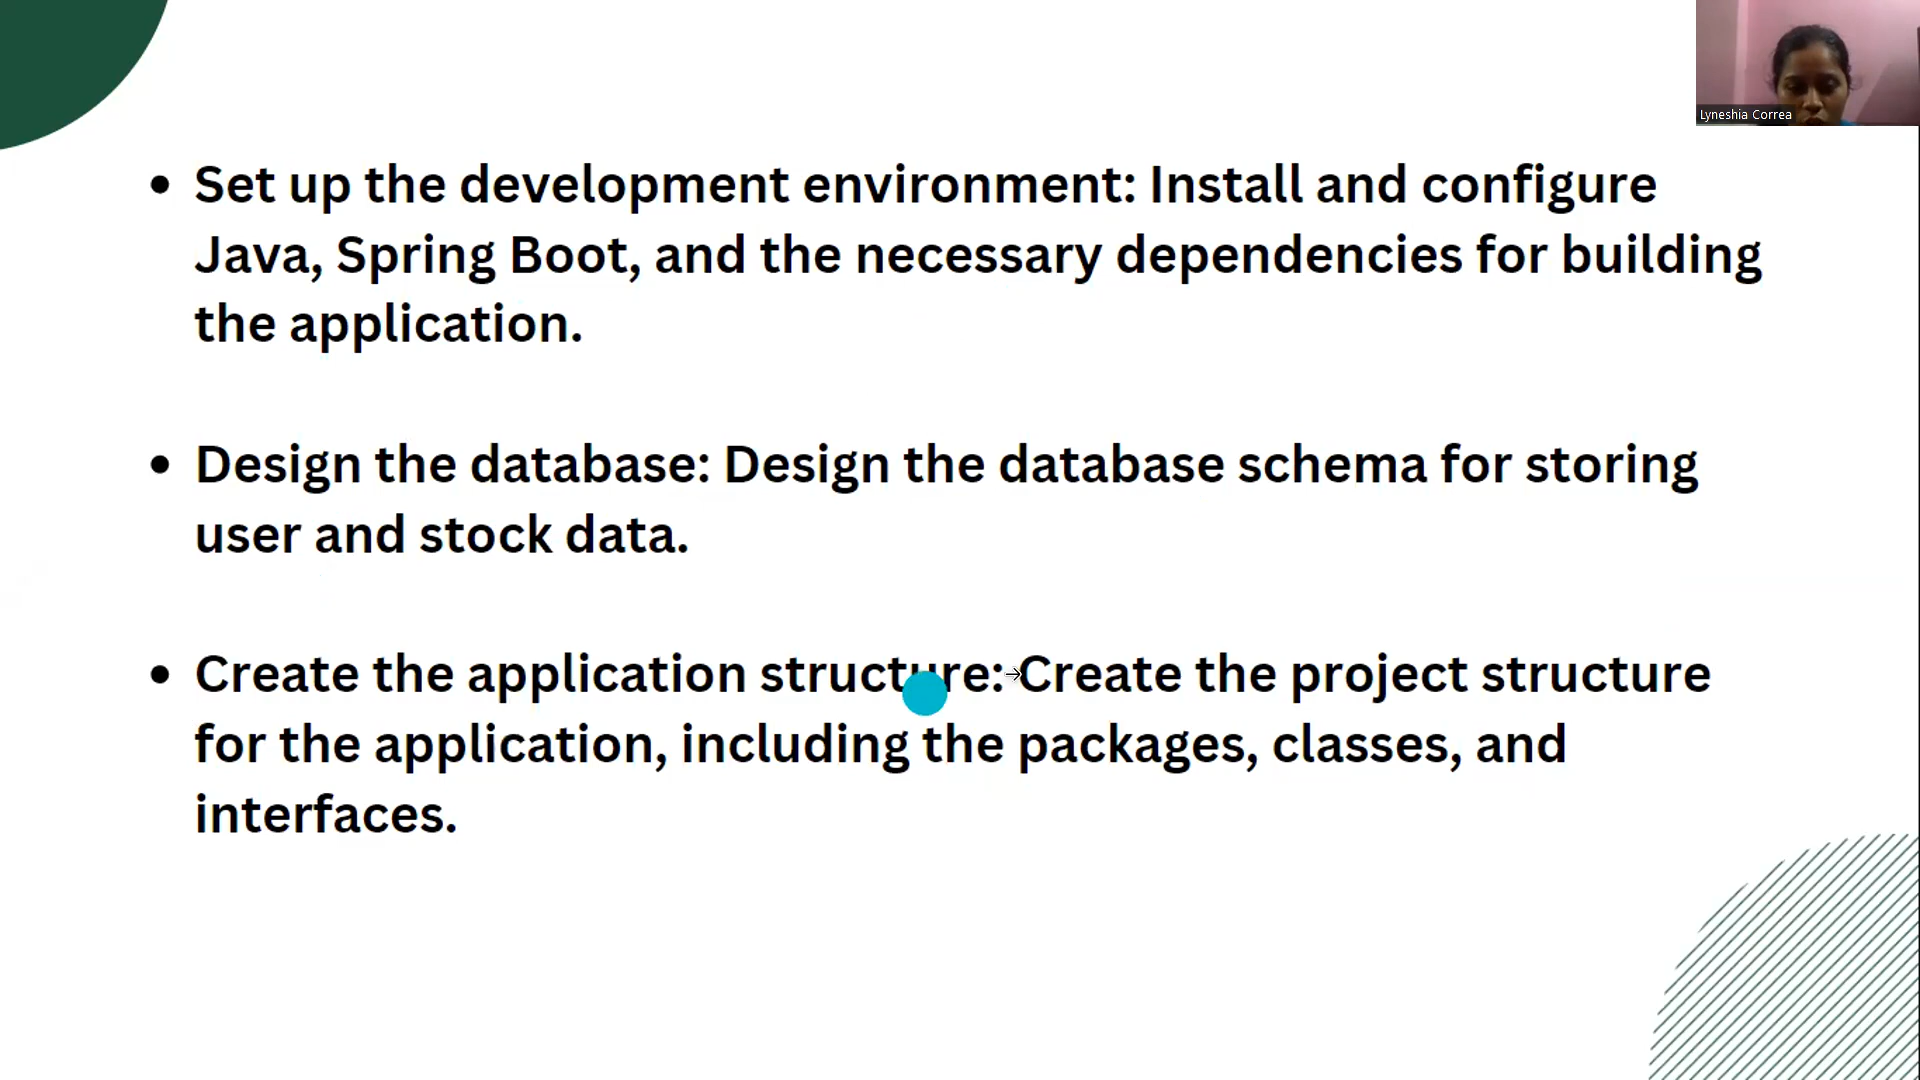 Lyneshia Correa
• Set up the development environment: Install and configure
Java, Spring Boot, and the necessary dependencies for building
the application.
• Design the database: Design the database schema for storing
user and stock data.
• Create the application structure: Create the project structure
for the application, including the packages, classes, and
interfaces.